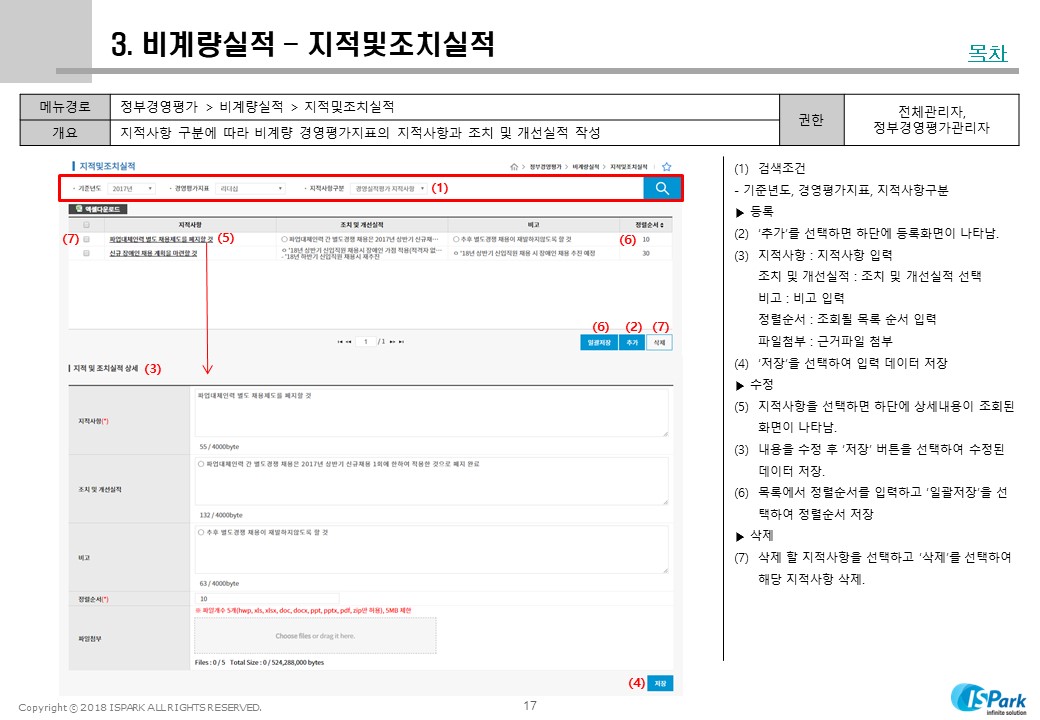 3. 비계량실적 – 지적및조치실적
목차
메뉴경로
정부경영평가 > 비계량실적 > 지적및조치실적
개요
지적사항 구분에 따라 비계량 경영평가지표의 지적사항과 조치 및 개선실적 작성
권한
전체관리자,
정부경영평가관리자
지적및조치실적
정부경영평가 > 비계량실적 > 지적및조치실적
기준년도 2017년 경영평가지표 리더십 지적사항구분 경영실적평가 지적사항 (1)
엑셀다운로드
지적사항 조치 및 개선실적 비고 정렬순서
(7) 파업대체인력 별도 채용제도를 폐지할 것 (5) ○ 파업대체인력 간 별도경쟁 채용은 2017년 상반기 신규채… ○ 추후 별도경쟁 채용이 재발하지않도록 할 것 (6) 10
신규 장애인 채용 계획을 마련할 것 ㅇ '18년 상반기 신입직원 채용시 장애인 가점 적용(적격자 없… ㅇ '18년 상반기 신입직원 채용 시 장애인 채용 추진 예정 30
- '18년 하반기 신입직원 채용시 재추진
(6) (2) (7)
1 / 1
일괄저장 추가 삭제
지적 및 조치실적 상세 (3)
지적사항(*)
파업대체인력 별도 채용제도를 폐지할 것
55 / 4000byte
조치 및 개선실적
○ 파업대체인력 간 별도경쟁 채용은 2017년 상반기 신규채용 1회에 한하여 적용한 것으로 폐지 완료
132 / 4000byte
비고
○ 추후 별도경쟁 채용이 재발하지않도록 할 것
63 / 4000byte
정렬순서(*)
10
파일첨부
※ 파일개수 5개(hwp, xls, xlsx, doc, docx, ppt, pptx, pdf, zip만 허용), 5MB 제한
Choose files or drag it here.
Files : 0 / 5 Total Size : 0 / 524,288,000 bytes
(4) 저장
(1) 검색조건
- 기준년도, 경영평가지표, 지적사항구분
▶ 등록
(2) '추가'를 선택하면 하단에 등록화면이 나타남.
(3) 지적사항 : 지적사항 입력
조치 및 개선실적 : 조치 및 개선실적 선택
비고 : 비고 입력
정렬순서 : 조회될 목록 순서 입력
파일첨부 : 근거파일 첨부
(4) '저장'을 선택하여 입력 데이터 저장
▶ 수정
(5) 지적사항을 선택하면 하단에 상세내용이 조회된
화면이 나타남.
(3) 내용을 수정 후 '저장' 버튼을 선택하여 수정된
데이터 저장.
(6) 목록에서 정렬순서를 입력하고 '일괄저장'을 선
택하여 정렬순서 저장
▶ 삭제
(7) 삭제 할 지적사항을 선택하고 '삭제'를 선택하여
해당 지적사항 삭제.
Copyright ⓒ 2018 ISPARK ALL RIGHTS RESERVED.
17
ISPark
infinite solution